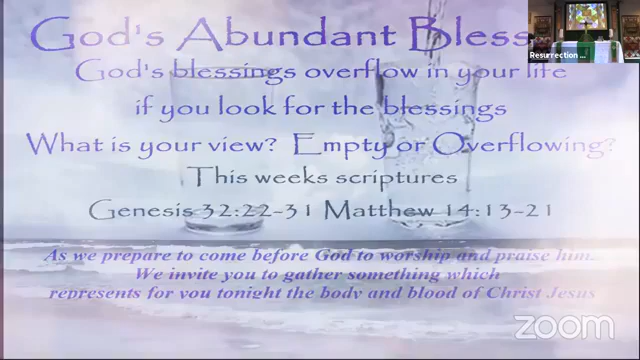 God's Abundant Bless
God's blessings overflow in your life
if you look for the blessings
What is your view? Empty or Overflowing?
This weeks scriptures
Genesis 32:22-31 Matthew 14:13-21
As we prepare to come before God to worship and praise him...
We invite you to gather something which
represents for you tonight the body and blood of Christ Jesus
Resurrection ...
zoom